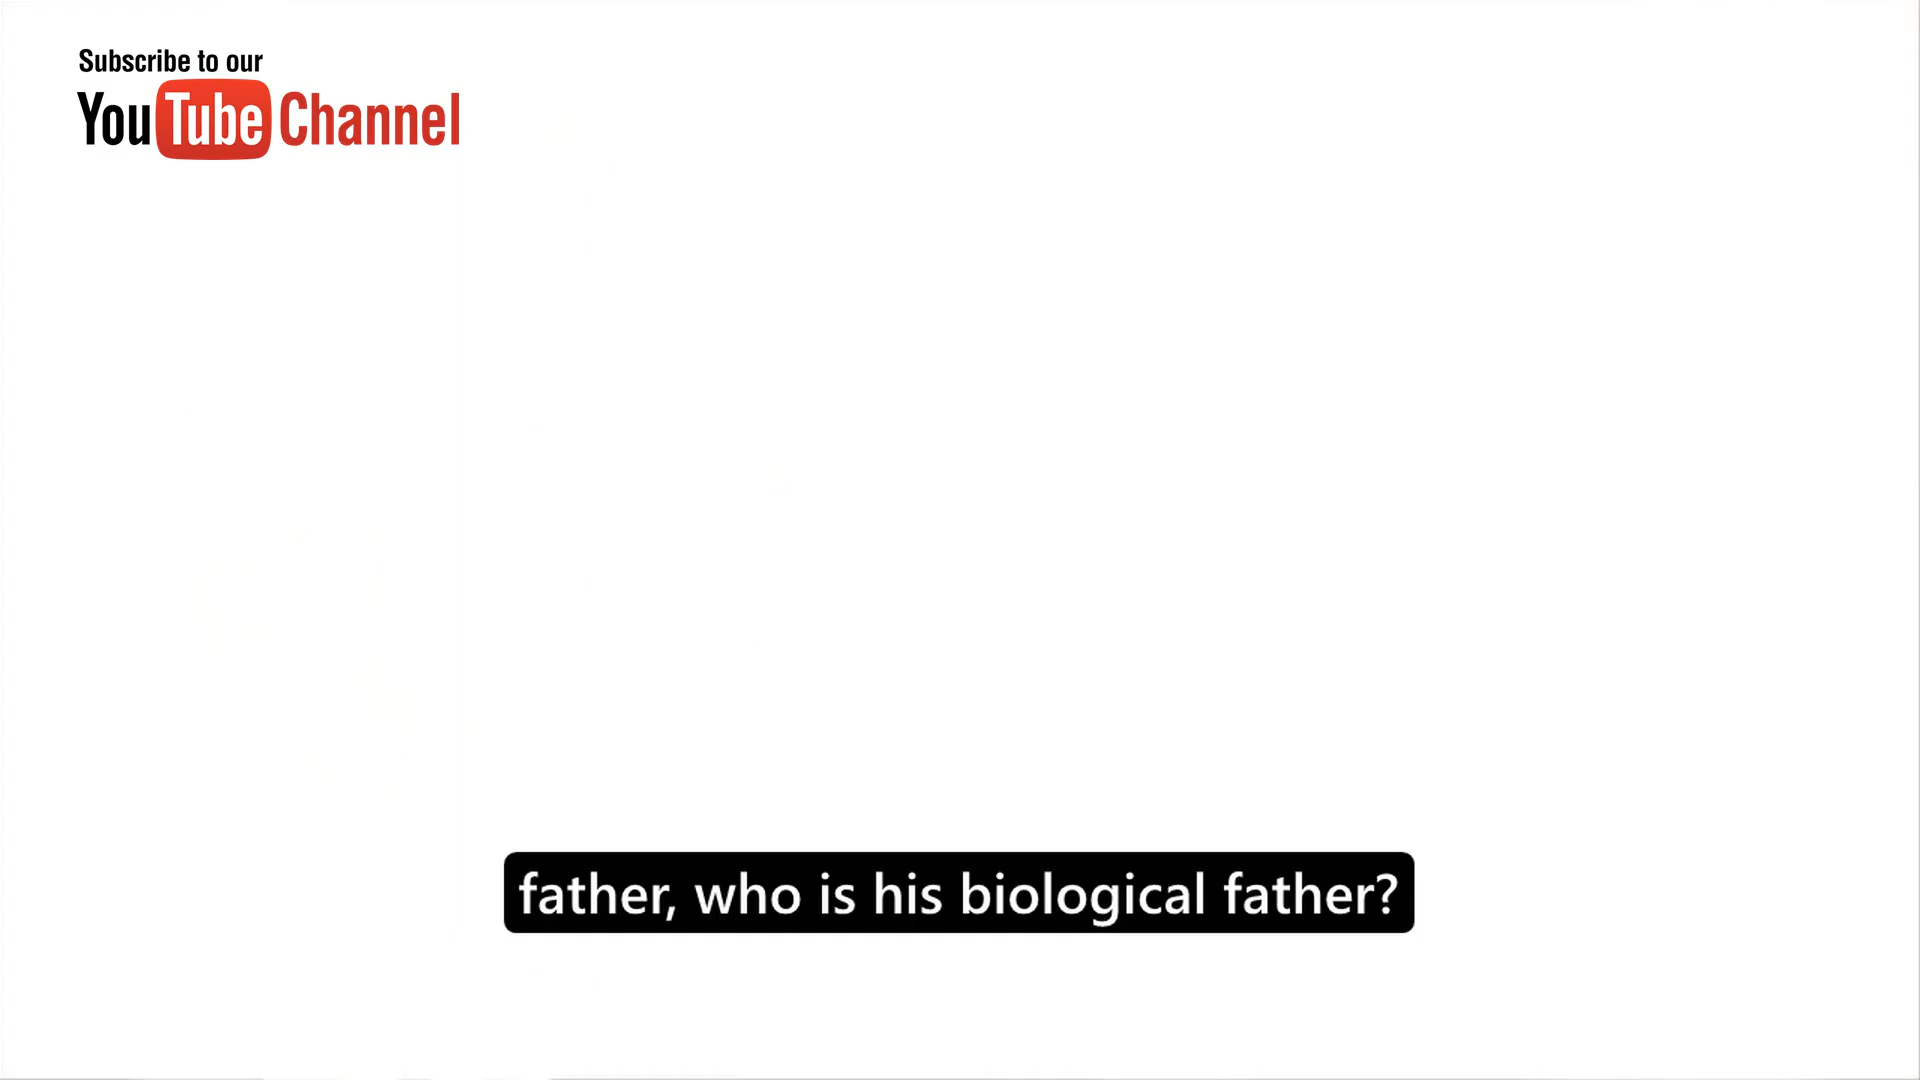 Subscribe to our
YouTube Channel
father, who is his biological father?